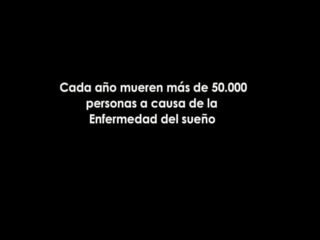 Cada año mueren más de 50.000
personas a causa de la
Enfermedad del sueño